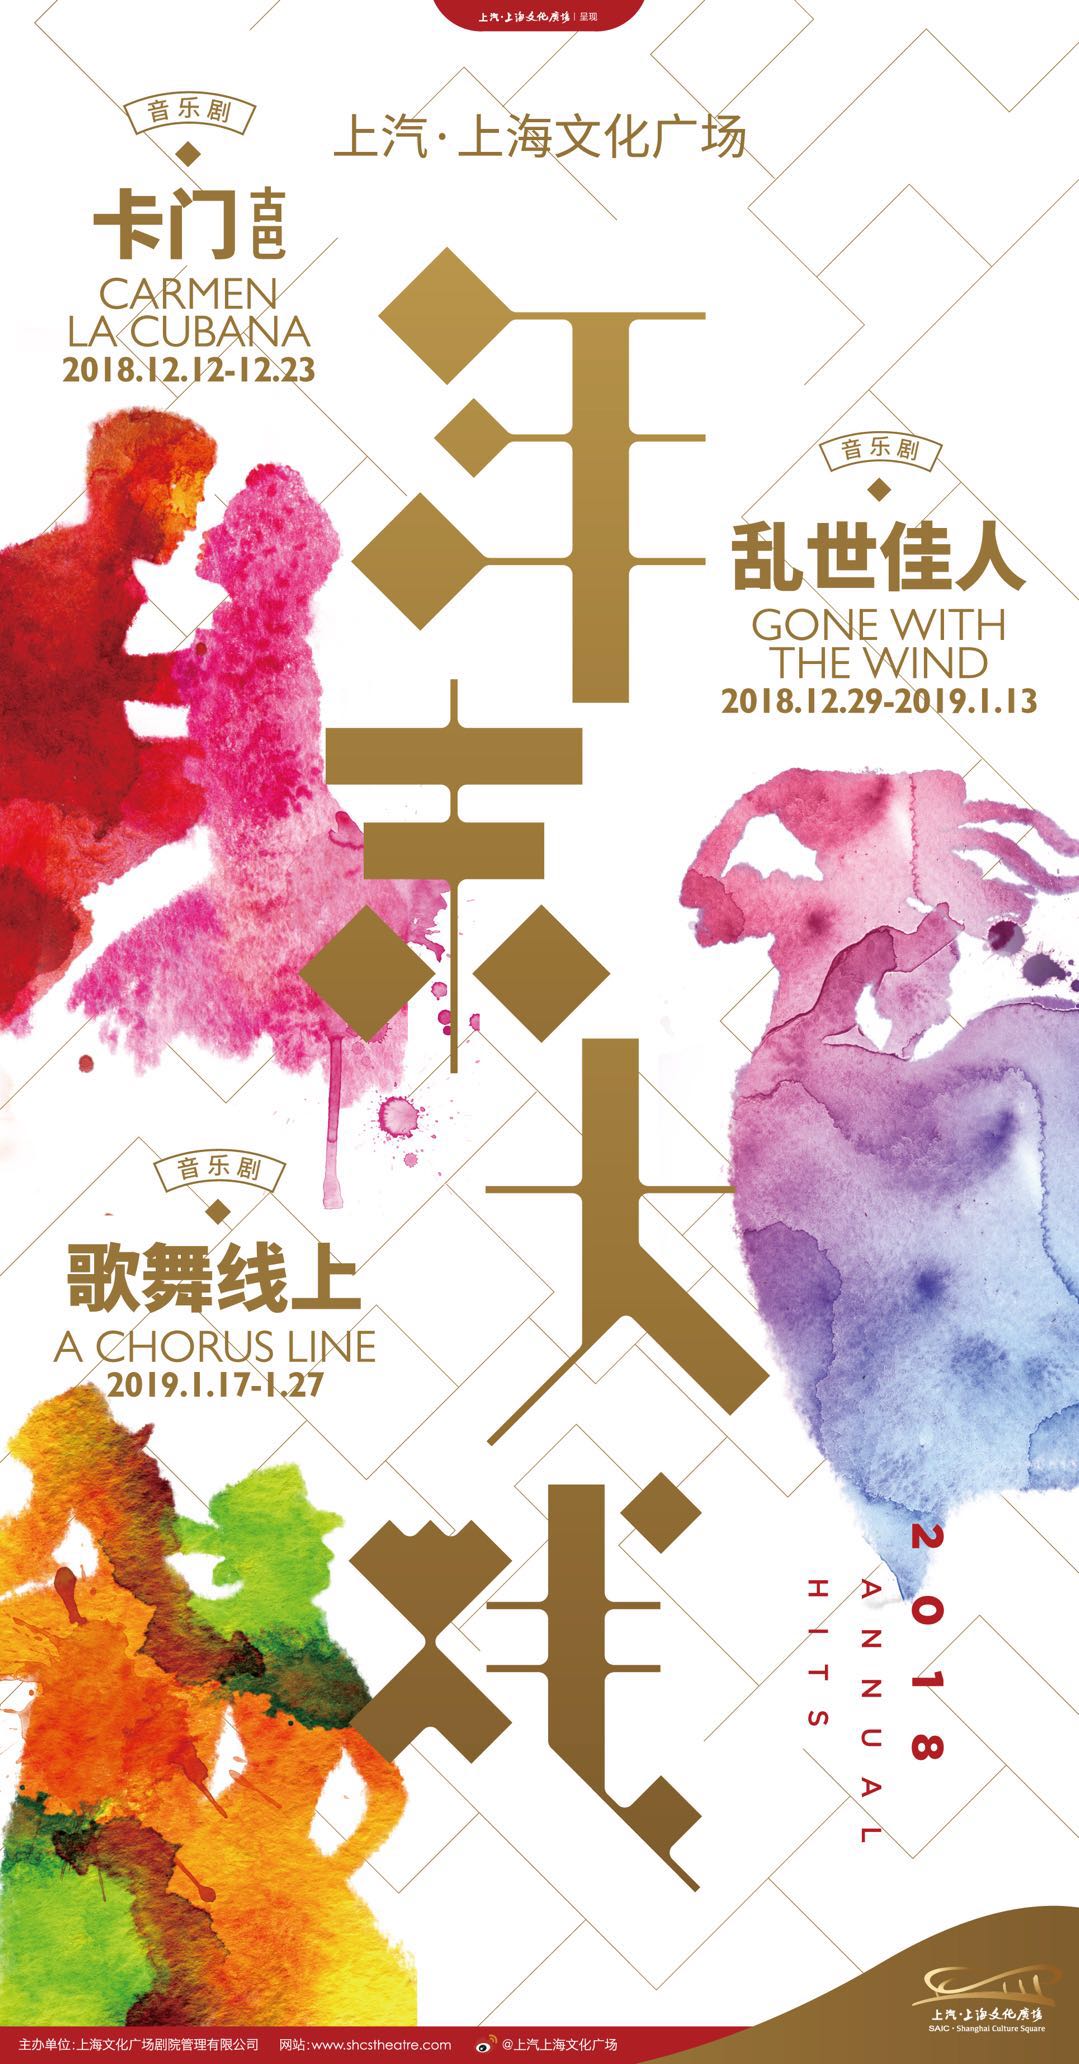 上汽·上海文化广场|呈现
上汽·上海文化广场
音乐剧
卡门
古巴
CARMEN
LA CUBANA
2018.12.12-12.23
年末大戏
音乐剧
乱世佳人
GONE WITH
THE WIND
2018.12.29-2019.1.13
音乐剧
歌舞线上
A CHORUS LINE
2019.1.17-1.27
2018
ANNUAL
HITS
上汽·上海文化广场
SAIC·Shanghai Culture Square
主办单位:上海文化广场剧院管理有限公司 网站:www.shcstheatre.com @上汽上海文化广场